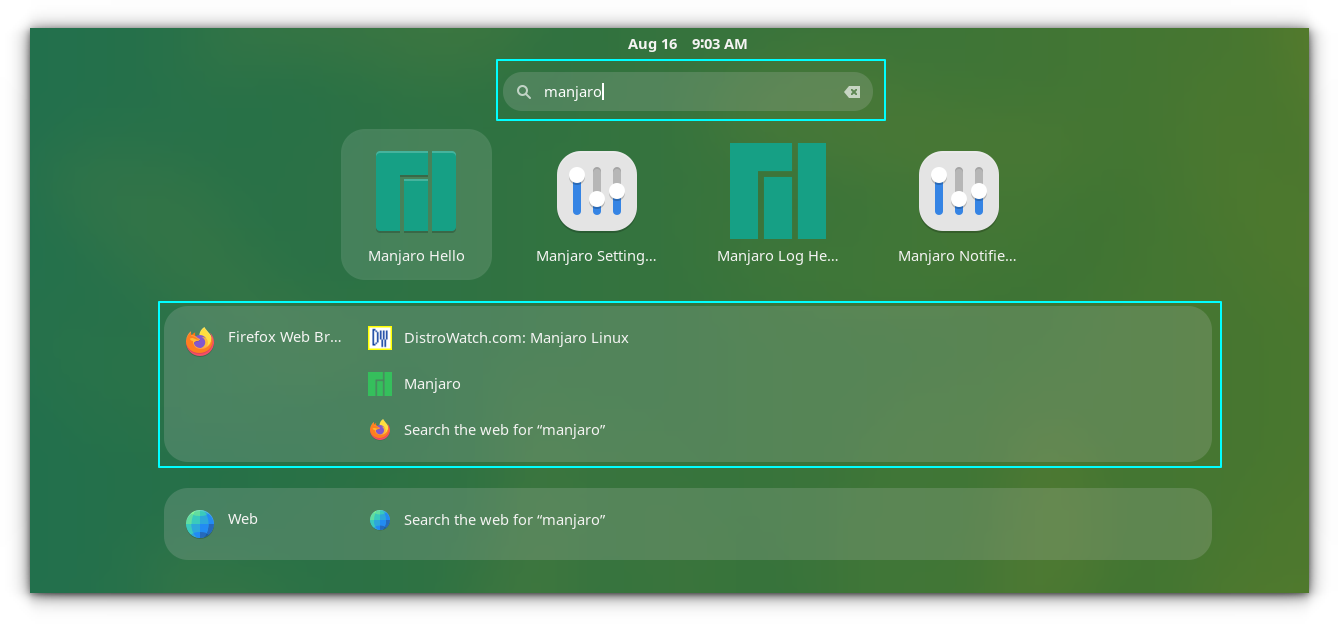 Aug 16 9:03 AM
manjaro
Manjaro Hello Manjaro Setting... Manjaro Log He... Manjaro Notifie...
Firefox Web Br... DistroWatch.com: Manjaro Linux
Manjaro
Search the web for “manjaro”
Web Search the web for “manjaro”